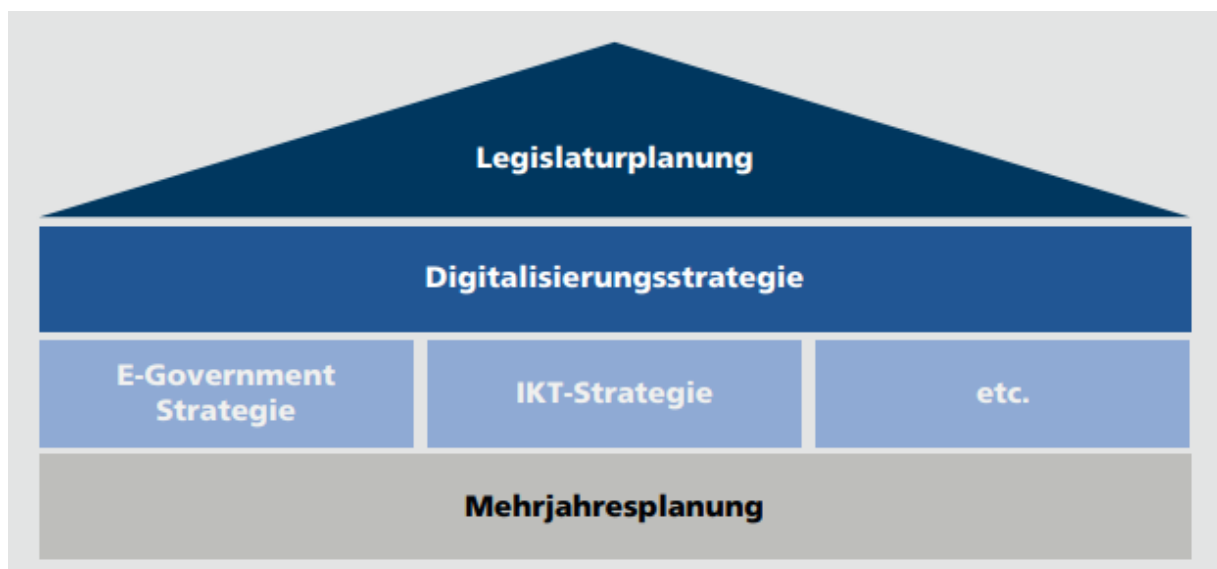 Legislaturplanung
Digitalisierungsstrategie
E-Government
Strategie
IKT-Strategie
etc.
Mehrjahresplanung